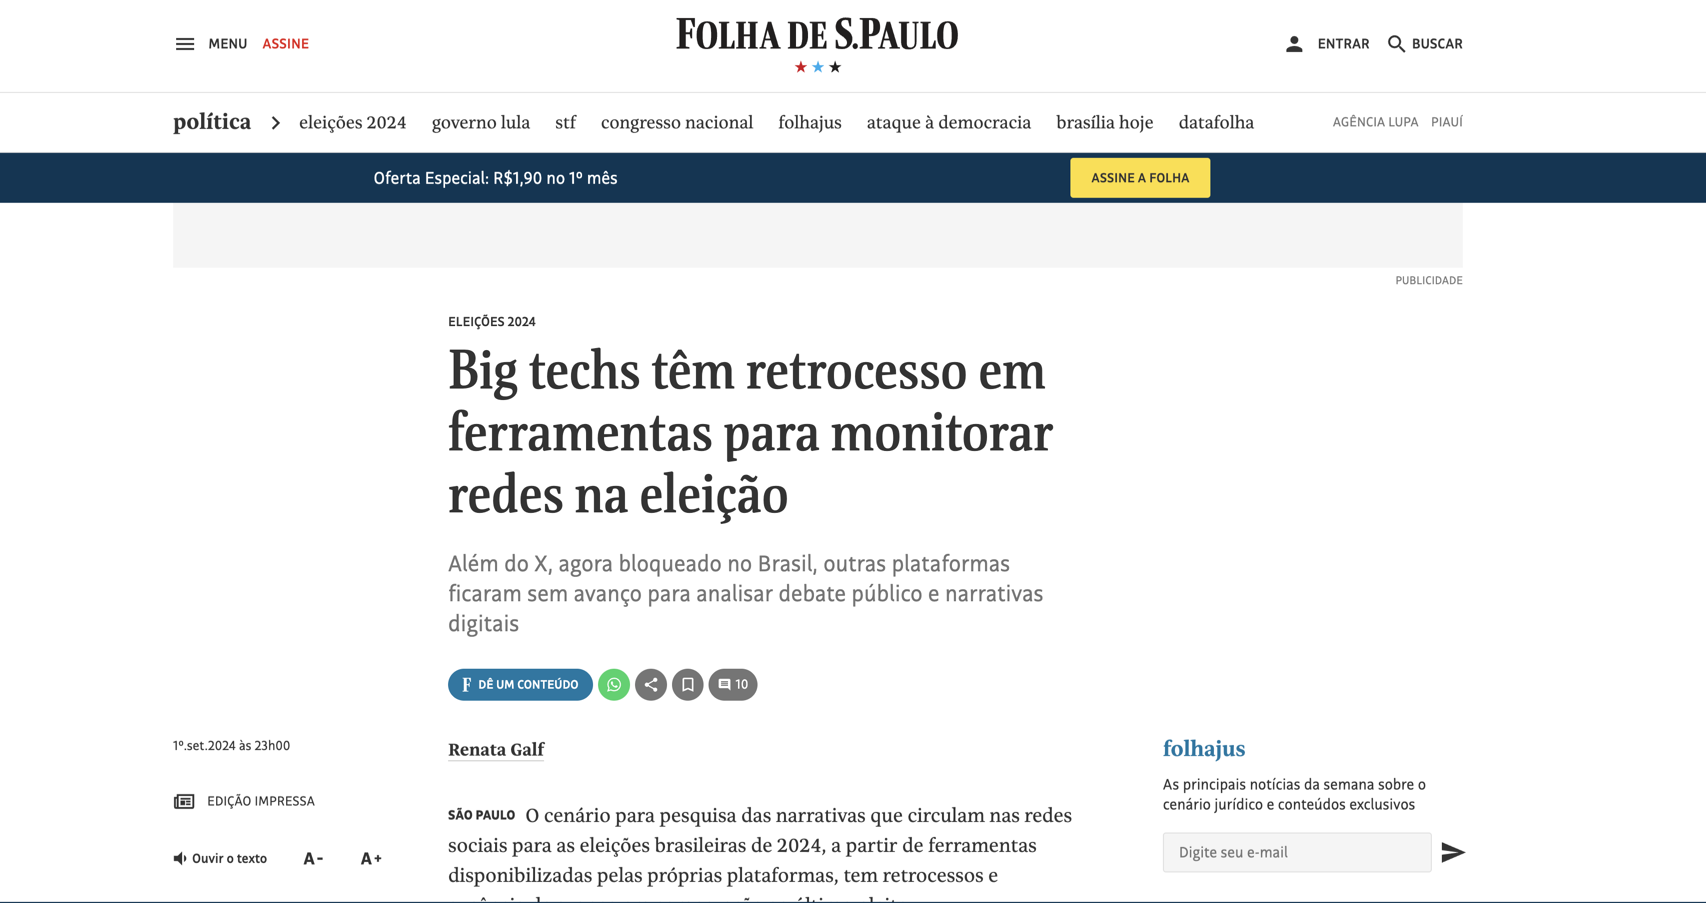 MENU ASSINE
FOLHA DE S.PAULO
ENTRAR BUSCAR
política eleições 2024 governo lula stf congresso nacional folhajus ataque à democracia brasília hoje datafolha AGÊNCIA LUPA PIAUÍ
Oferta Especial: R$1,90 no 1º mês ASSINE A FOLHA
PUBLICIDADE
ELEIÇÕES 2024
Big techs têm retrocesso em
ferramentas para monitorar
redes na eleição
Além do X, agora bloqueado no Brasil, outras plataformas
ficaram sem avanço para analisar debate público e narrativas
digitais
F DÊ UM CONTEÚDO 10
1º.set.2024 às 23h00
EDIÇÃO IMPRESSA
Ouvir o texto A- A+
Renata Galf
SÃO PAULO O cenário para pesquisa das narrativas que circulam nas redes
sociais para as eleições brasileiras de 2024, a partir de ferramentas
disponibilizadas pelas próprias plataformas, tem retrocessos e
folhajus
As principais notícias da semana sobre o
cenário jurídico e conteúdos exclusivos
Digite seu e-mail